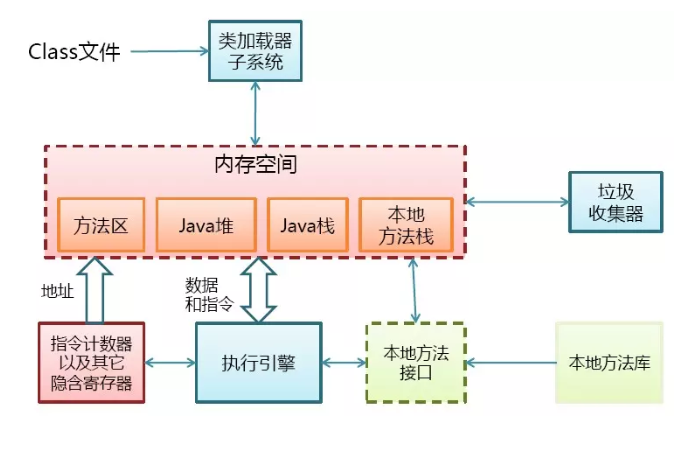 Class文件
类加载器
子系统
内存空间
方法区
Java堆
Java栈
本地
方法栈
垃圾
收集器
地址
数据
和指令
指令计数器
以及其它
隐含寄存器
执行引擎
本地方法
接口
本地方法库